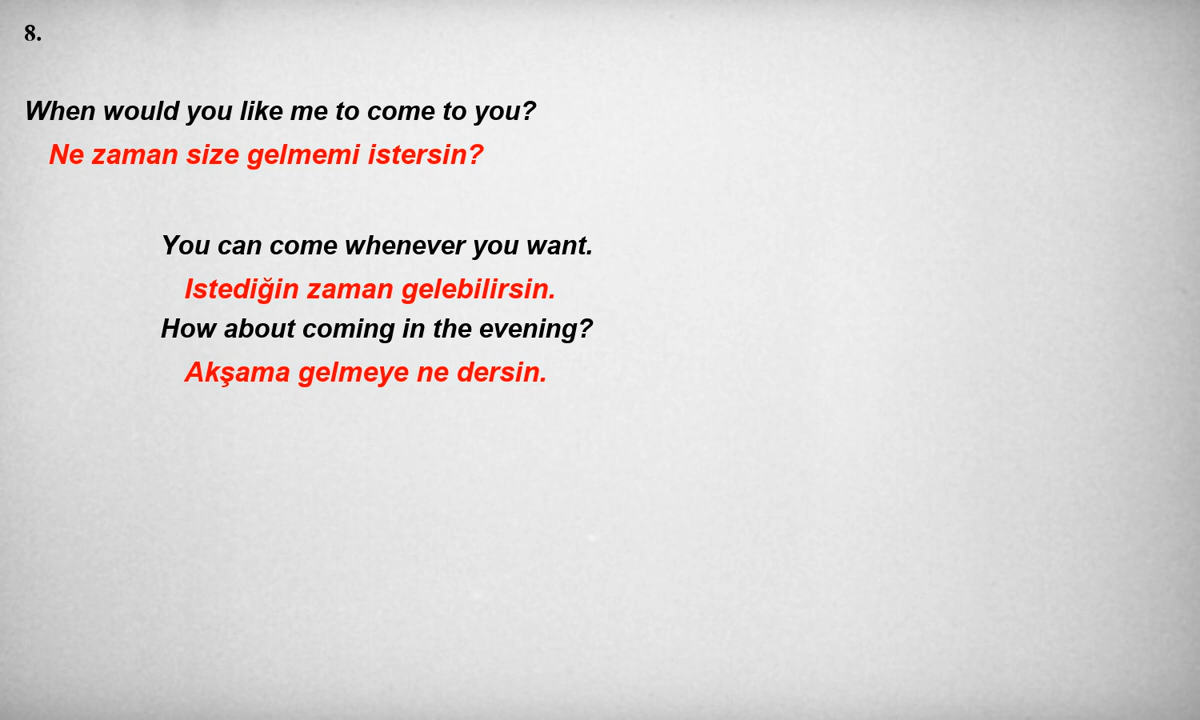 8.
When would you like me to come to you?
Ne zaman size gelmemi istersin?
You can come whenever you want.
Istediğin zaman gelebilirsin.
How about coming in the evening?
Akşama gelmeye ne dersin.